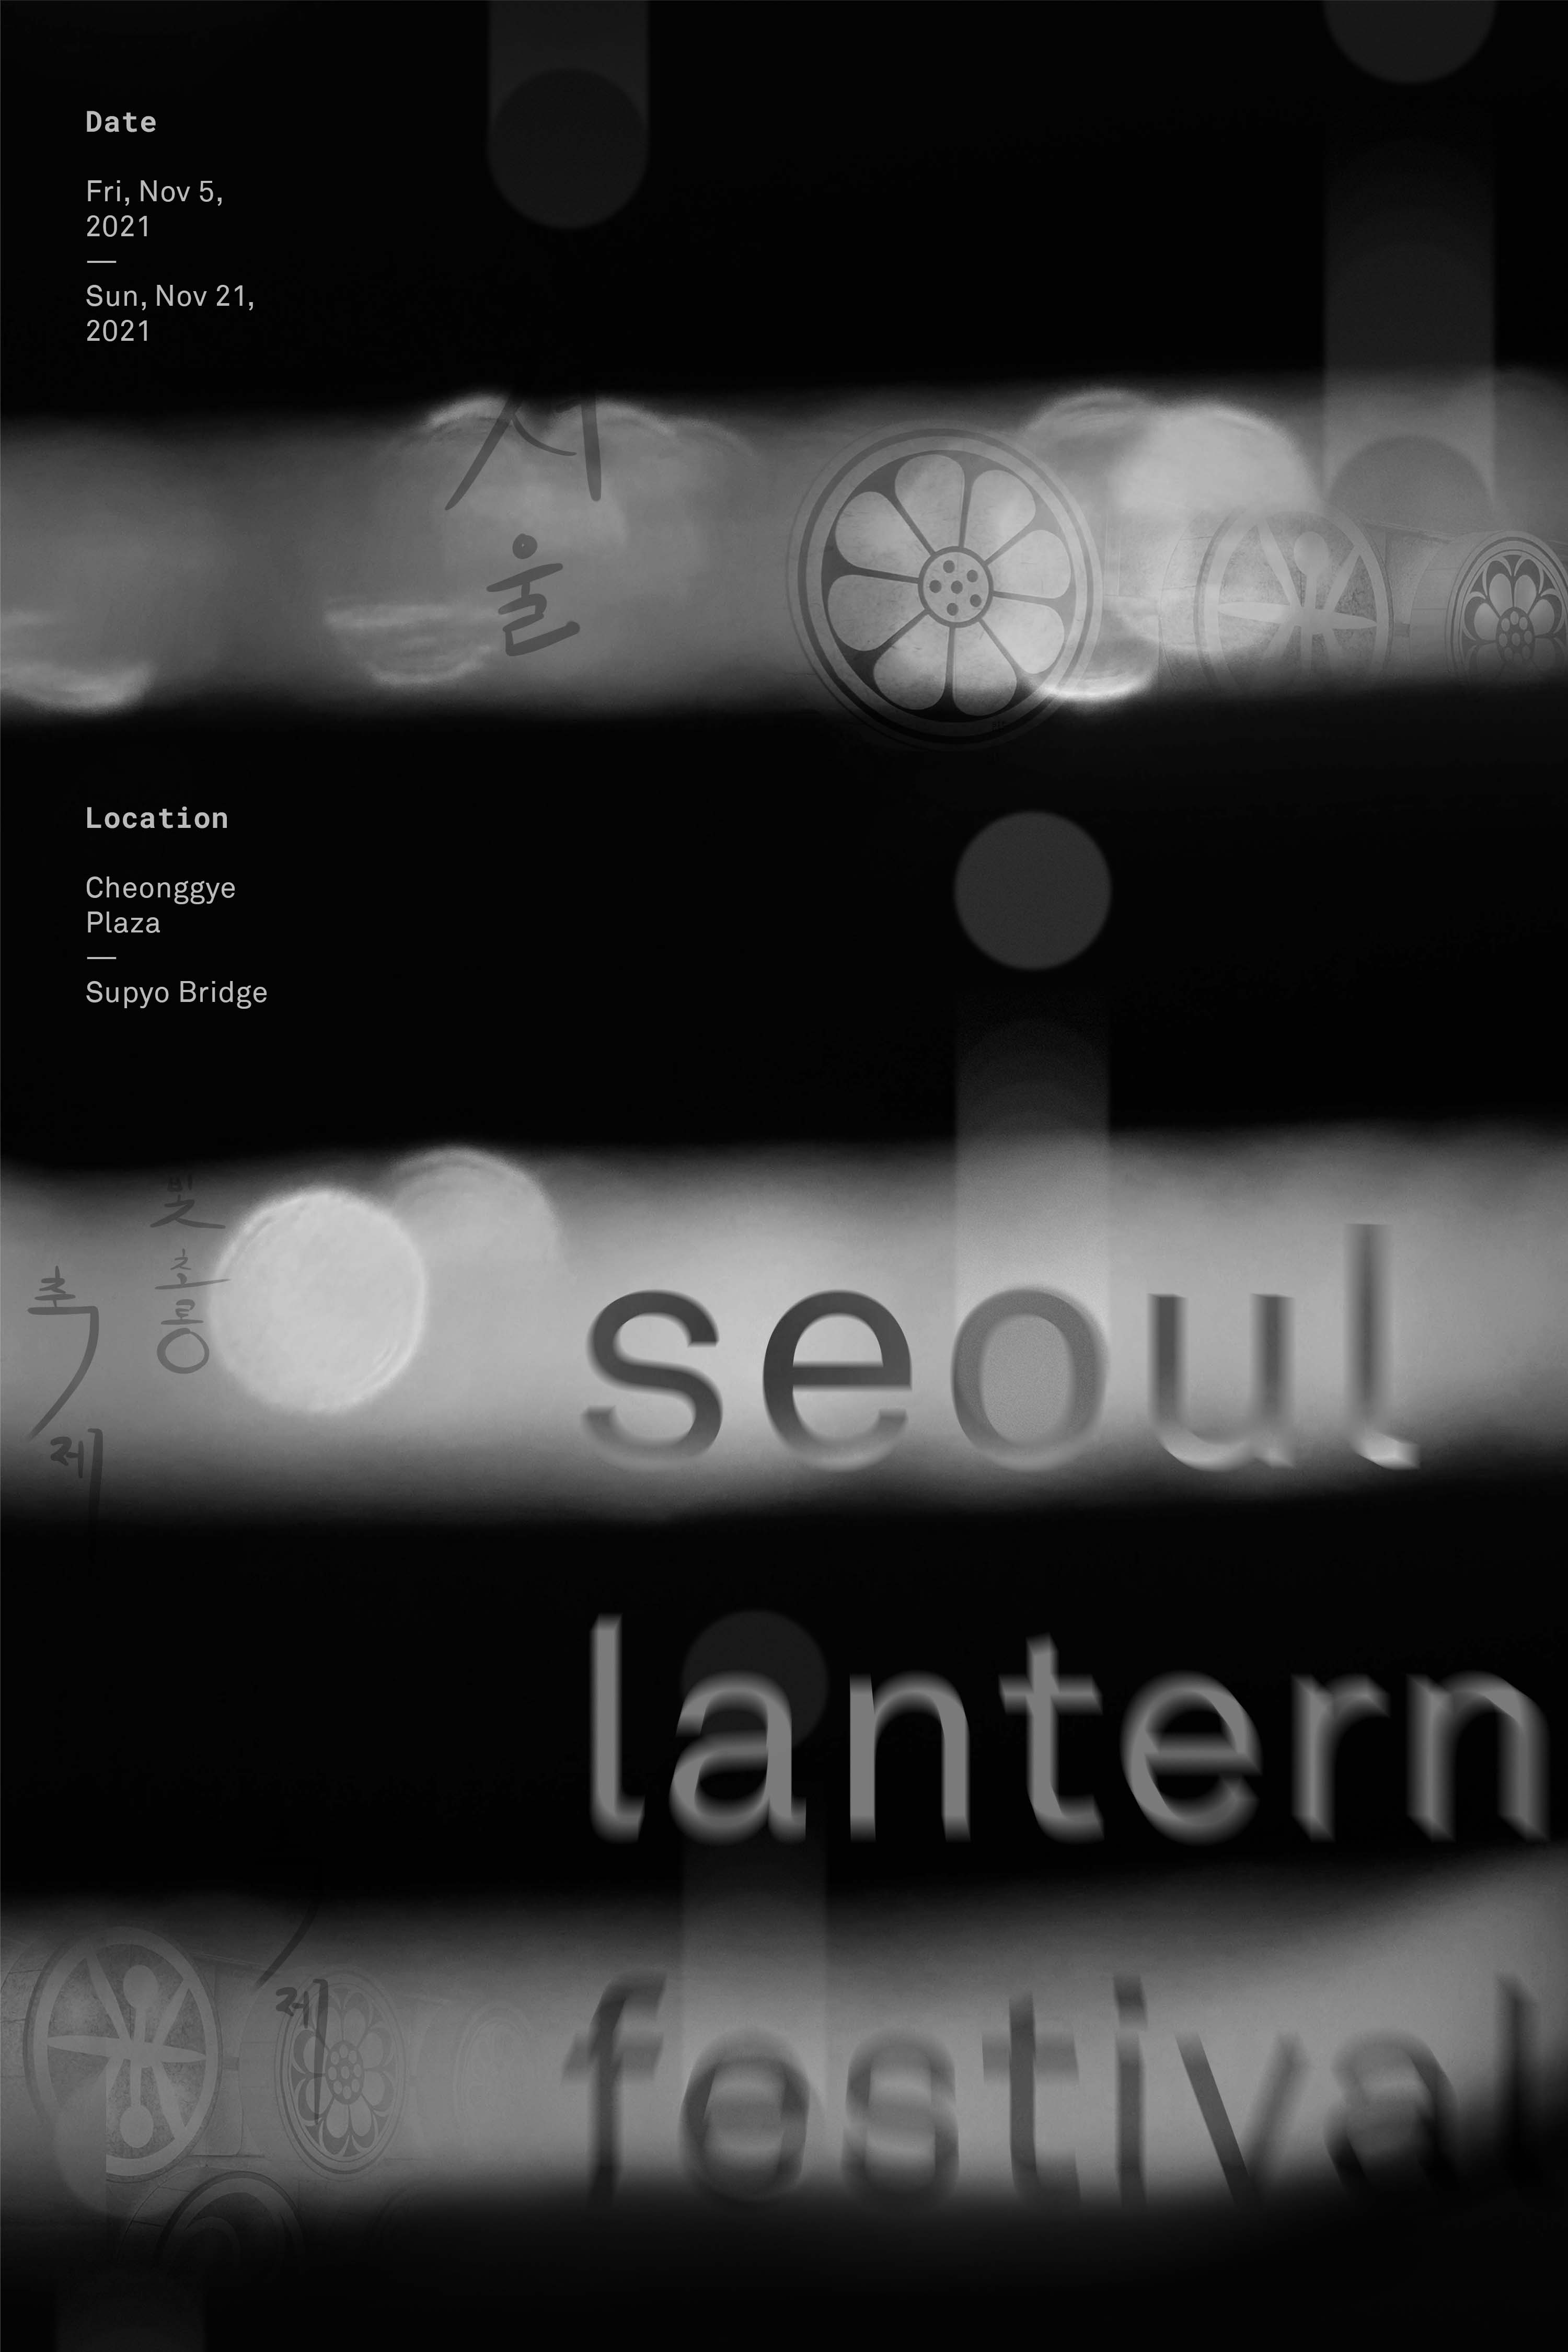 Date
Fri, Nov 5,
2021
—
Sun, Nov 21,
2021
서
울
Location
Cheonggye
Plaza
—
Supyo Bridge
빛
초
롱
축
제
seoul
lantern
제
festival